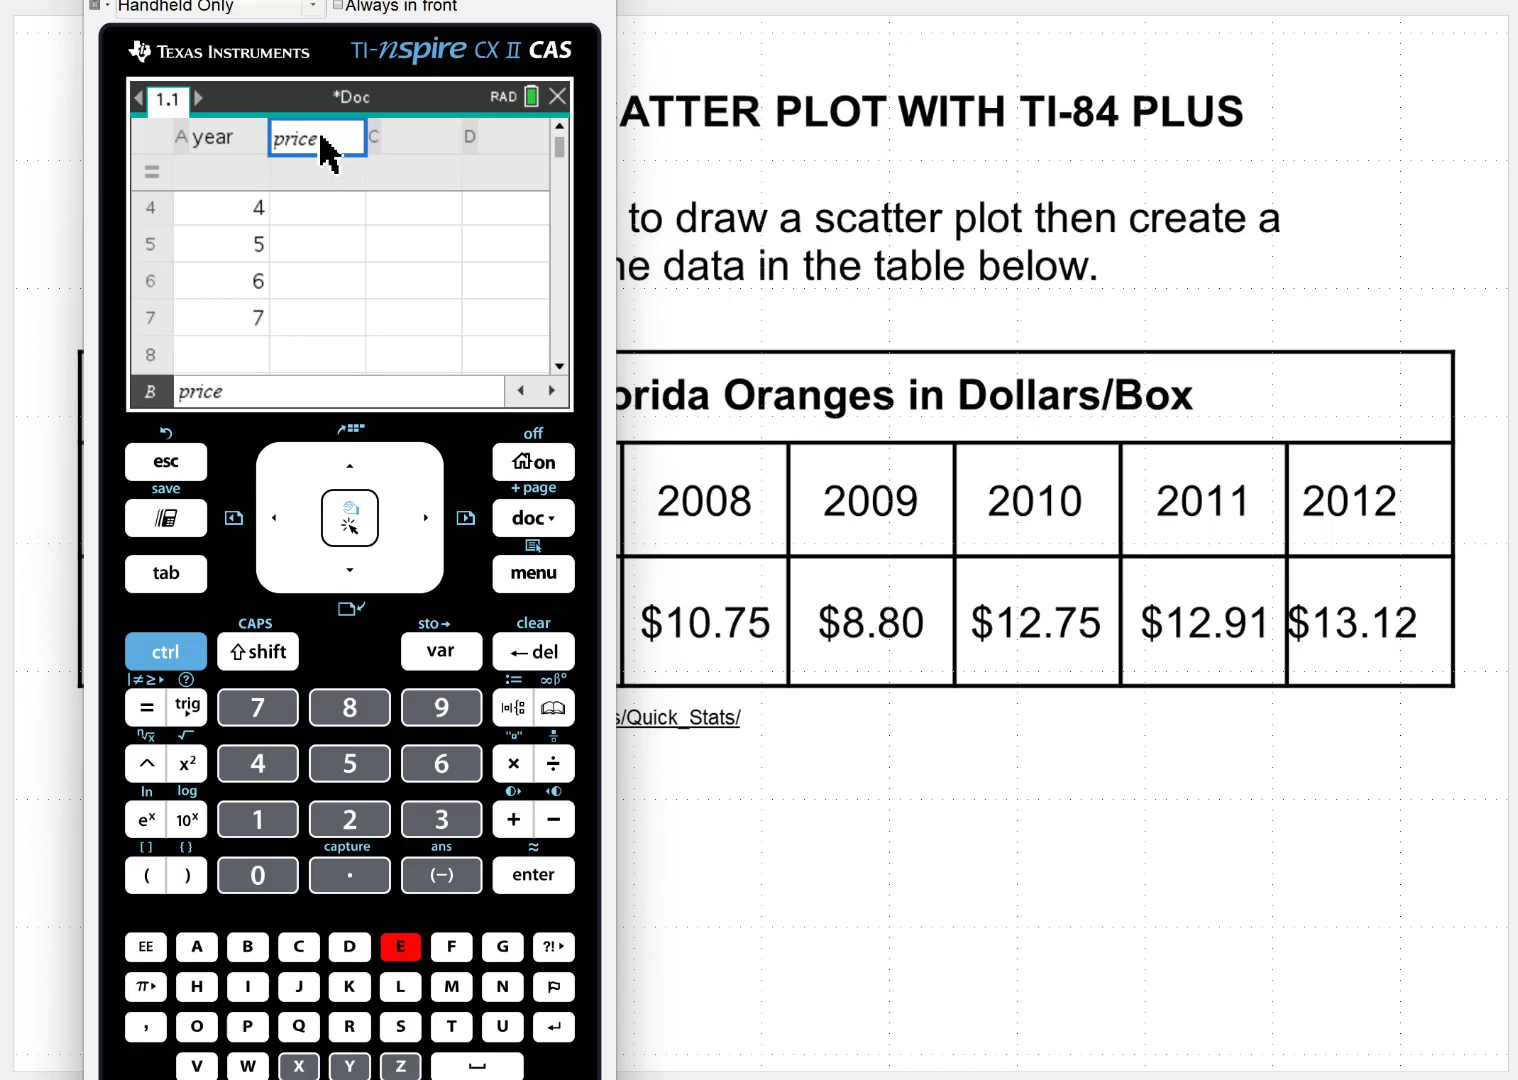 Handheld Only
Always in front
TEXAS INSTRUMENTS TI-nspire CX II CAS
1.1 *Doc RAD
A year price C D
=
4 4
5 5
6 6
7 7
8
B price
off
esc on
save + page
doc
tab menu
CAPS sto→ clear
ctrl shift var ←del
|≠≥▸ ? := ∞β°
= trig 7 8 9
ⁿ√x √ "▫"
^ x² 4 5 6 × ÷
ln log
eˣ 10ˣ 1 2 3 + −
[ ] { } capture ans ≈
( ) 0 . (−) enter
EE A B C D E F G ?!▸
π▸ H I J K L M N
, O P Q R S T U ↵
V W X Y Z
ATTER PLOT WITH TI-84 PLUS
to draw a scatter plot then create a
he data in the table below.
orida Oranges in Dollars/Box
2008 2009 2010 2011 2012
$10.75 $8.80 $12.75 $12.91 $13.12
s/Quick_Stats/